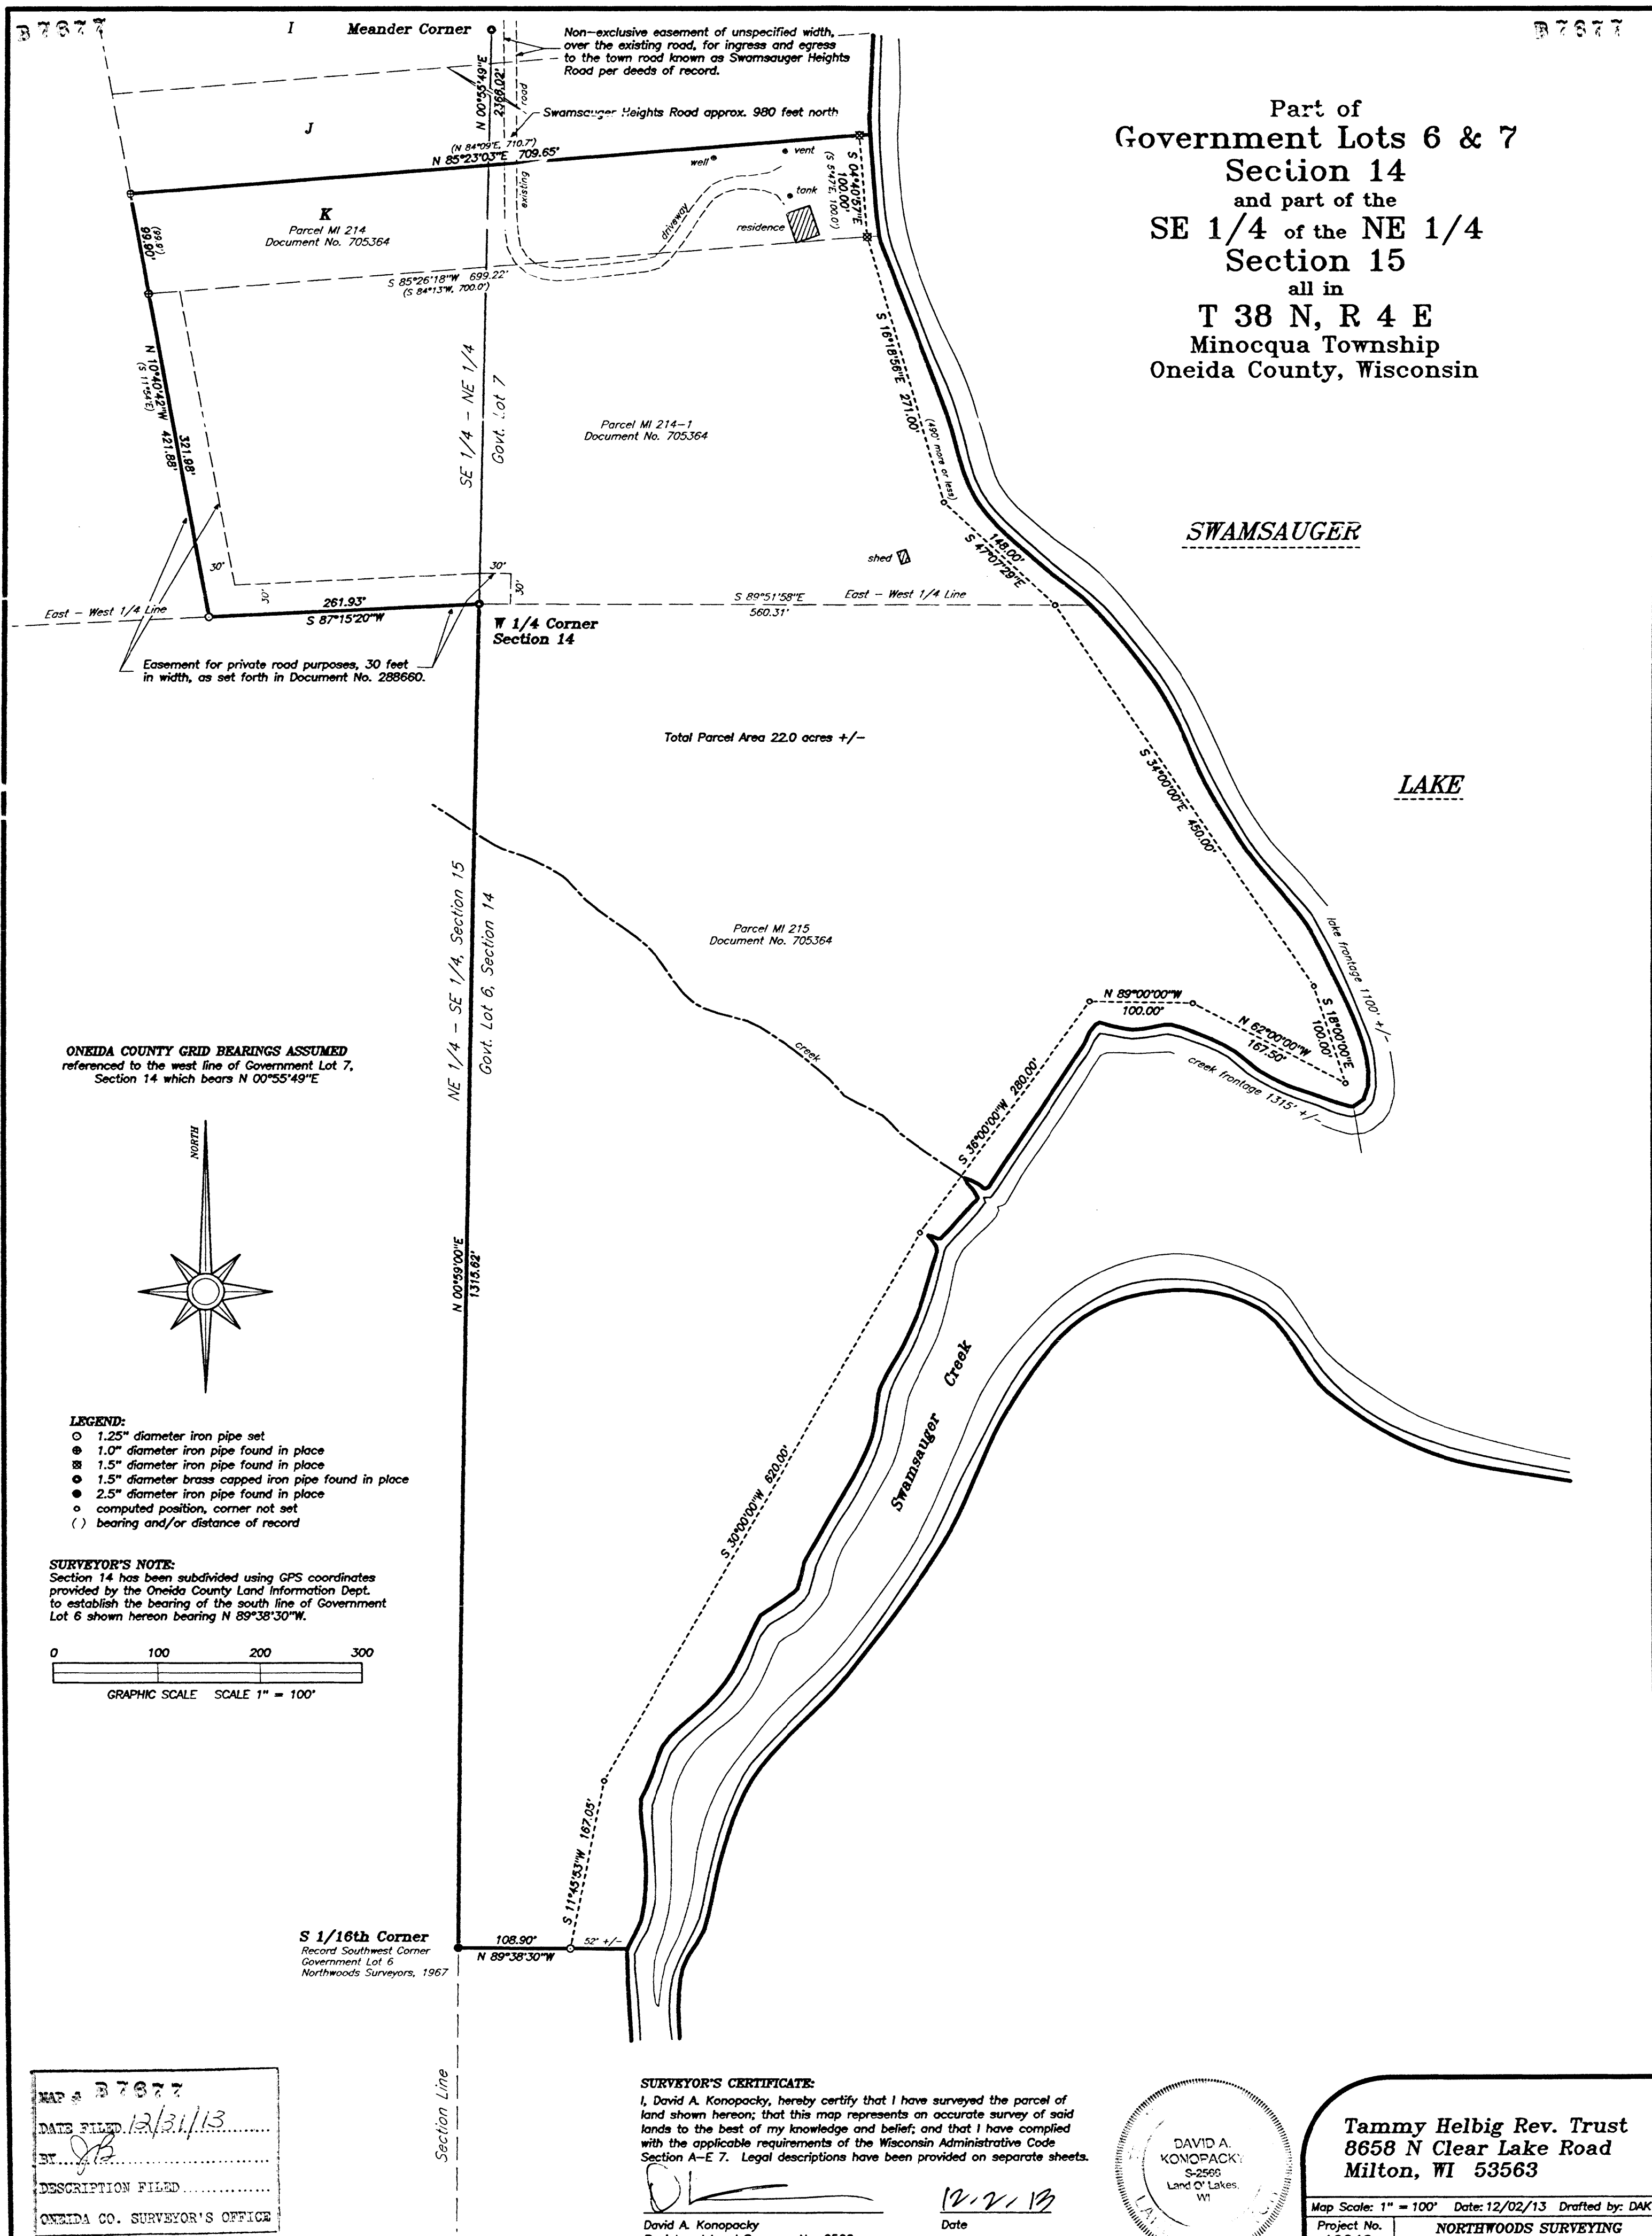 B7677
B7677
I
Meander Corner
Non-exclusive easement of unspecified width,
over the existing road, for ingress and egress
to the town road known as Swamsauger Heights
Road per deeds of record.
N 00°55'49"E
2366.02'
road
J
Swamsauger Heights Road approx. 980 feet north
(N 84°09'E, 710.7')
N 85°23'03"E 709.65'
well
vent
tank
residence
driveway
existing
S 04°40'57"E
100.00'
(S 5°47'E, 100.0')
K
Parcel MI 214
Document No. 705364
(99.9')
99.90'
S 85°26'18"W 699.22'
(S 84°13'W, 700.0')
Part of
Government Lots 6 & 7
Section 14
and part of the
SE 1/4 of the NE 1/4
Section 15
all in
T 38 N, R 4 E
Minocqua Township
Oneida County, Wisconsin
N 10°40'42"W 421.88'
(S 11°54'E)
321.98'
SE 1/4 - NE 1/4
Govt. Lot 7
S 16°18'56"E 271.00'
(490' more or less)
Parcel MI 214-1
Document No. 705364
SWAMSAUGER
148.00'
S 47°07'29"E
shed
30'
30'
30'
30'
East - West 1/4 Line
261.93'
S 87°15'20"W
S 89°51'58"E
560.31'
East - West 1/4 Line
W 1/4 Corner
Section 14
Easement for private road purposes, 30 feet
in width, as set forth in Document No. 288660.
Total Parcel Area 22.0 acres +/-
S 34°00'00"E 450.00'
LAKE
NE 1/4 - SE 1/4, Section 15
Govt. Lot 6, Section 14
Parcel MI 215
Document No. 705364
lake frontage 1100' +/-
S 18°00'00"E
100.00'
N 89°00'00"W
100.00'
N 62°00'00"W
167.50'
creek frontage 1315' +/-
creek
S 36°00'00"W 280.00'
ONEIDA COUNTY GRID BEARINGS ASSUMED
referenced to the west line of Government Lot 7,
Section 14 which bears N 00°55'49"E
NORTH
N 00°59'00"E
1315.62'
Swamsauger Creek
S 30°00'00"W 620.00'
LEGEND:
1.25" diameter iron pipe set
1.0" diameter iron pipe found in place
1.5" diameter iron pipe found in place
1.5" diameter brass capped iron pipe found in place
2.5" diameter iron pipe found in place
computed position, corner not set
( ) bearing and/or distance of record
SURVEYOR'S NOTE:
Section 14 has been subdivided using GPS coordinates
provided by the Oneida County Land Information Dept.
to establish the bearing of the south line of Government
Lot 6 shown hereon bearing N 89°38'30"W.
0 100 200 300
GRAPHIC SCALE SCALE 1" = 100'
S 11°45'53"W 167.05'
S 1/16th Corner
Record Southwest Corner
Government Lot 6
Northwoods Surveyors, 1967
108.90'
N 89°38'30"W
52' +/-
Section Line
MAP # B7677
DATE FILED 12/31/13
BY JB
DESCRIPTION FILED
ONEIDA CO. SURVEYOR'S OFFICE
SURVEYOR'S CERTIFICATE:
I, David A. Konopacky, hereby certify that I have surveyed the parcel of
land shown hereon; that this map represents an accurate survey of said
lands to the best of my knowledge and belief; and that I have complied
with the applicable requirements of the Wisconsin Administrative Code
Section A-E 7. Legal descriptions have been provided on separate sheets.
12.2.13
David A. Konopacky
Date
DAVID A.
KONOPACKY
S-2566
Land O' Lakes,
WI
Tammy Helbig Rev. Trust
8658 N Clear Lake Road
Milton, WI 53563
Map Scale: 1" = 100' Date: 12/02/13 Drafted by: DAK
Project No.
NORTHWOODS SURVEYING